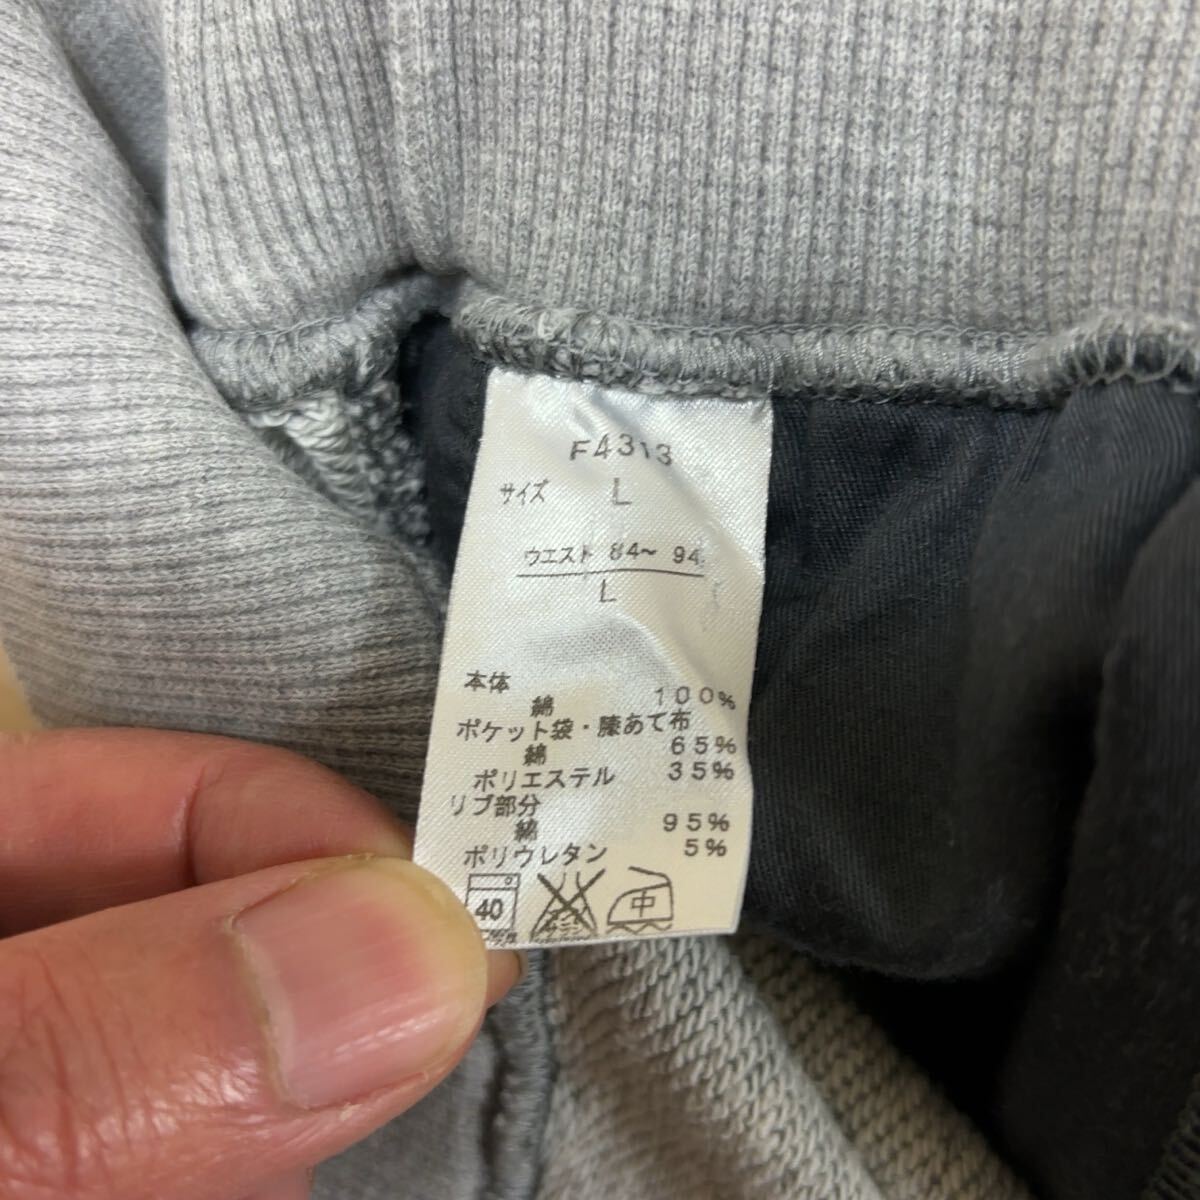 F4313
サイズ L
ウエスト 84～ 94
L
本体
綿 100%
ポケット袋・膝あて布
綿 65%
ポリエステル 35%
リブ部分
綿 95%
ポリウレタン 5%
40 中